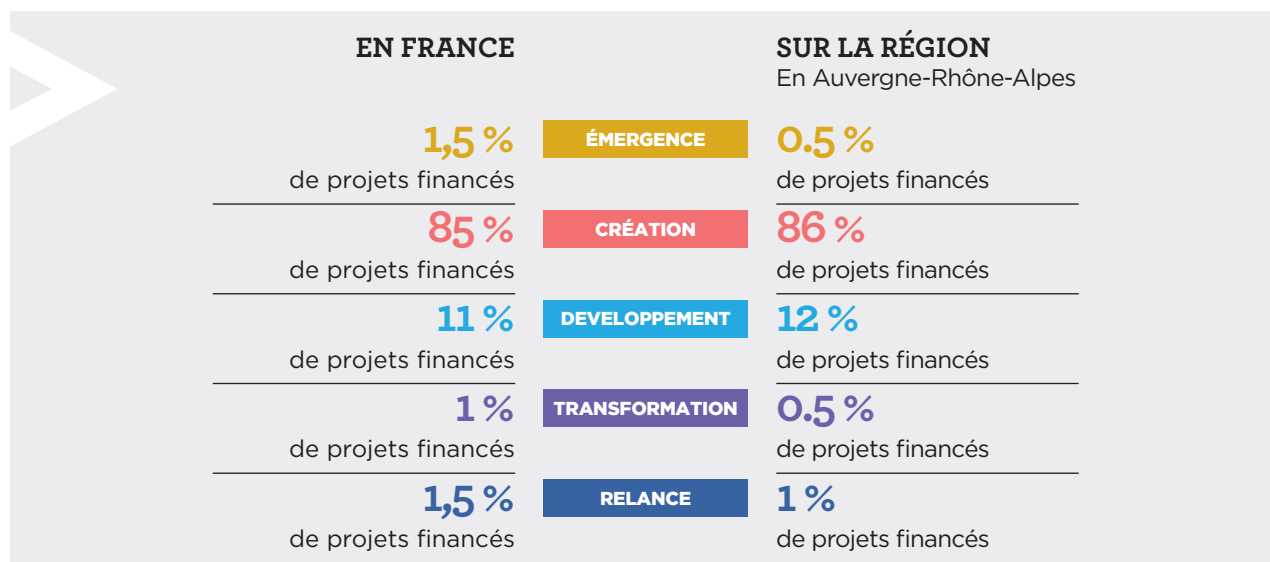 EN FRANCE
SUR LA RÉGION
En Auvergne-Rhône-Alpes
1,5 %
ÉMERGENCE
0.5 %
de projets financés
de projets financés
85 %
CRÉATION
86 %
de projets financés
de projets financés
11 %
DEVELOPPEMENT
12 %
de projets financés
de projets financés
1 %
TRANSFORMATION
0.5 %
de projets financés
de projets financés
1,5 %
RELANCE
1 %
de projets financés
de projets financés